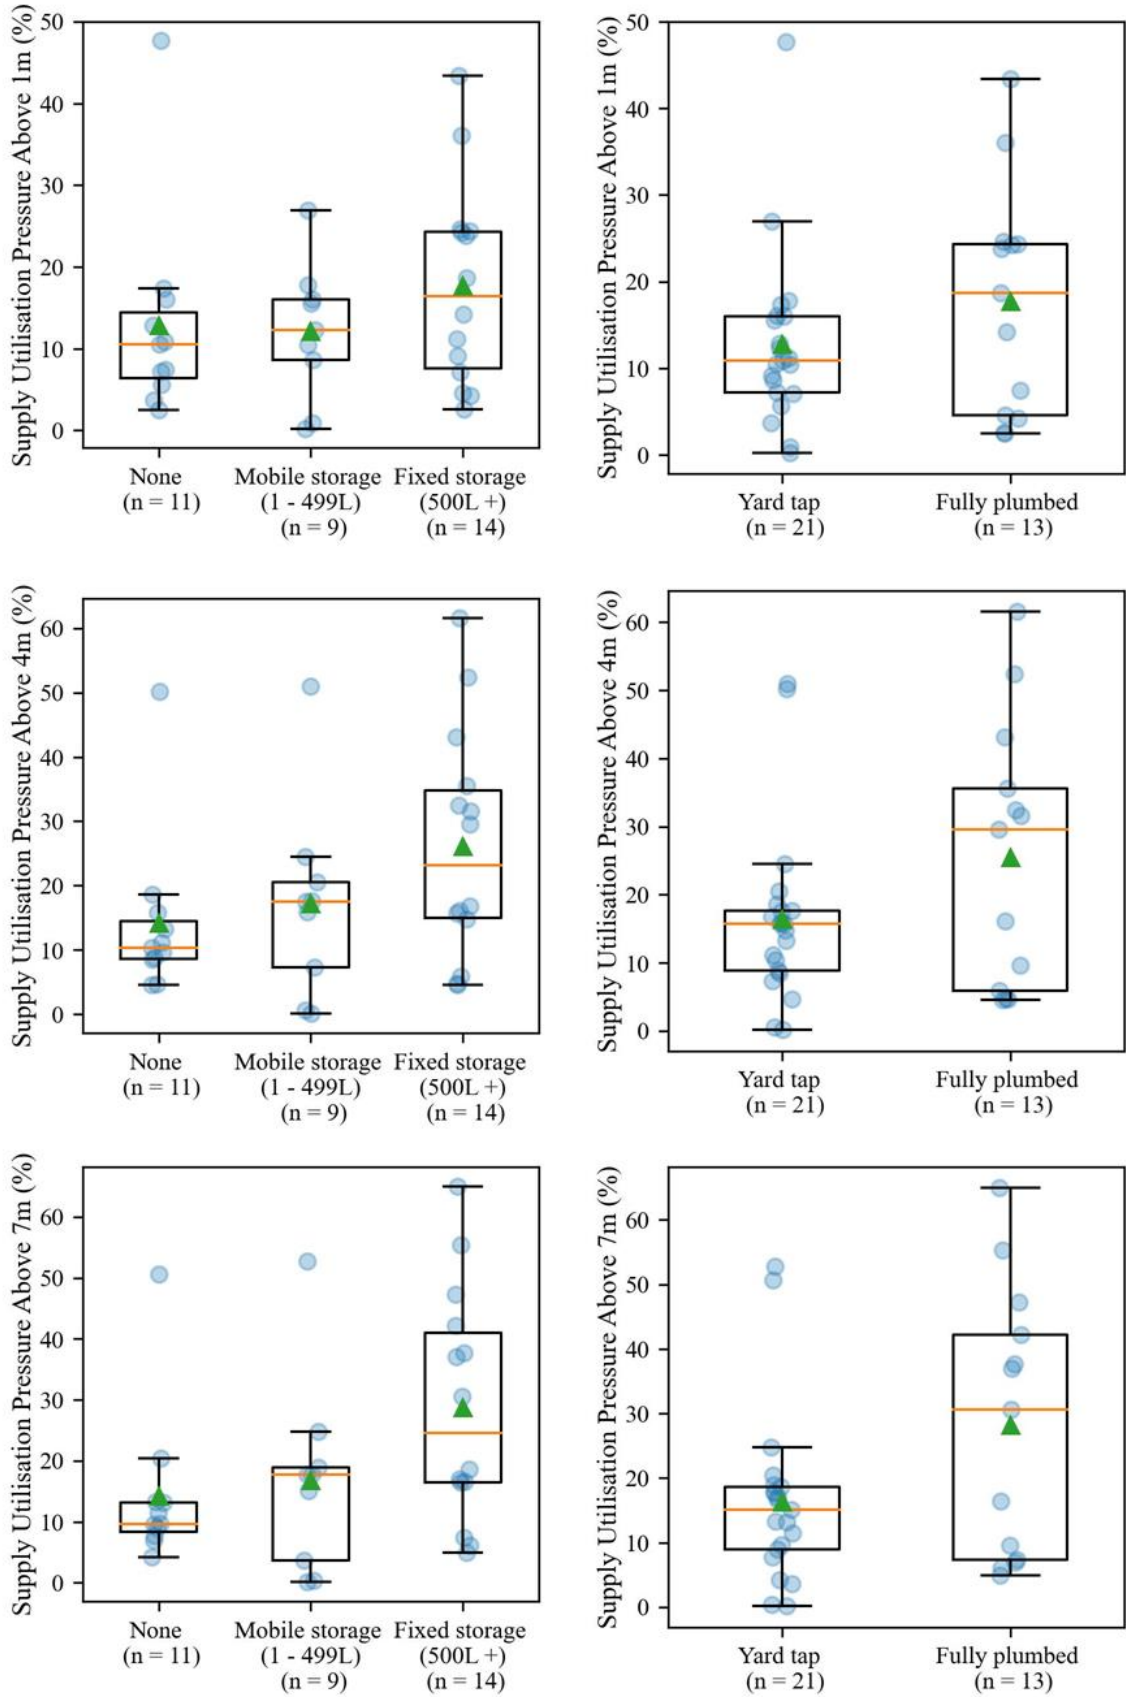 Supply Utilisation Pressure Above 1m (%)
50
40
30
20
10
0
None
(n = 11)
Mobile storage
(1 - 499L)
(n = 9)
Fixed storage
(500L +)
(n = 14)
Supply Utilisation Pressure Above 1m (%)
50
40
30
20
10
0
Yard tap
(n = 21)
Fully plumbed
(n = 13)
Supply Utilisation Pressure Above 4m (%)
60
50
40
30
20
10
0
None
(n = 11)
Mobile storage
(1 - 499L)
(n = 9)
Fixed storage
(500L +)
(n = 14)
Supply Utilisation Pressure Above 4m (%)
60
50
40
30
20
10
0
Yard tap
(n = 21)
Fully plumbed
(n = 13)
Supply Utilisation Pressure Above 7m (%)
60
50
40
30
20
10
0
None
(n = 11)
Mobile storage
(1 - 499L)
(n = 9)
Fixed storage
(500L +)
(n = 14)
Supply Utilisation Pressure Above 7m (%)
60
50
40
30
20
10
0
Yard tap
(n = 21)
Fully plumbed
(n = 13)